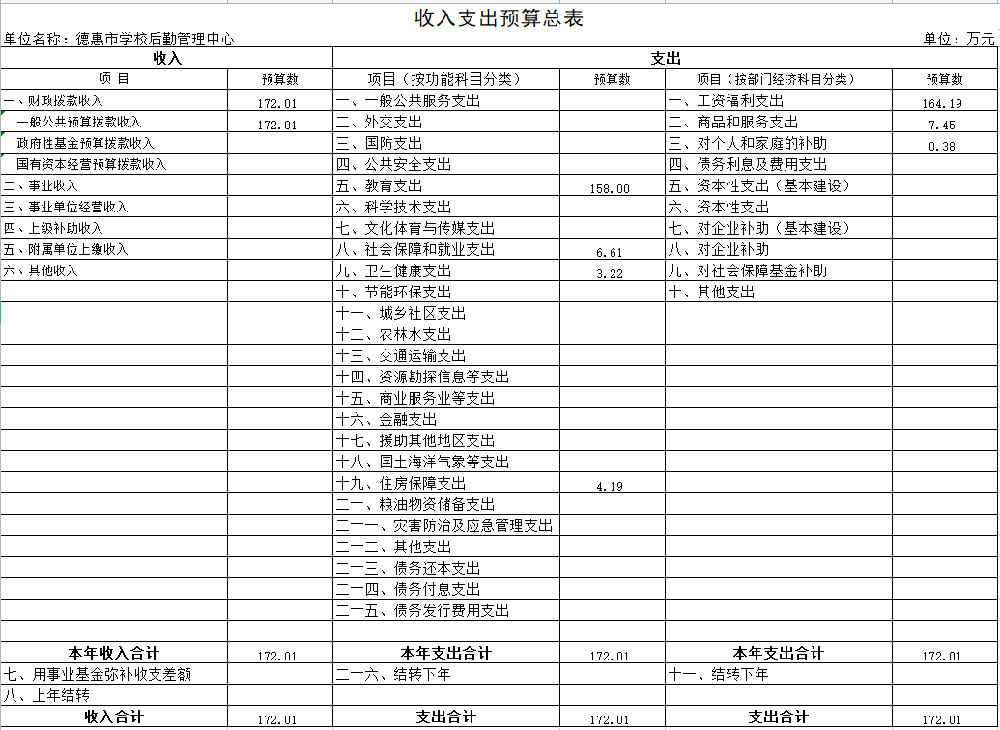 收入支出预算总表
单位名称：德惠市学校后勤管理中心 单位：万元
收入 支出
项 目 预算数 项目（按功能科目分类） 预算数 项目（按部门经济科目分类） 预算数
一、财政拨款收入 172.01 一、一般公共服务支出 一、工资福利支出 164.19
一般公共预算拨款收入 172.01 二、外交支出 二、商品和服务支出 7.45
政府性基金预算拨款收入 三、国防支出 三、对个人和家庭的补助 0.38
国有资本经营预算拨款收入 四、公共安全支出 四、债务利息及费用支出
二、事业收入 五、教育支出 158.00 五、资本性支出（基本建设）
三、事业单位经营收入 六、科学技术支出 六、资本性支出
四、上级补助收入 七、文化体育与传媒支出 七、对企业补助（基本建设）
五、附属单位上缴收入 八、社会保障和就业支出 6.61 八、对企业补助
六、其他收入 九、卫生健康支出 3.22 九、对社会保障基金补助
十、节能环保支出 十、其他支出
十一、城乡社区支出
十二、农林水支出
十三、交通运输支出
十四、资源勘探信息等支出
十五、商业服务业等支出
十六、金融支出
十七、援助其他地区支出
十八、国土海洋气象等支出
十九、住房保障支出 4.19
二十、粮油物资储备支出
二十一、灾害防治及应急管理支出
二十二、其他支出
二十三、债务还本支出
二十四、债务付息支出
二十五、债务发行费用支出
本年收入合计 172.01 本年支出合计 172.01 本年支出合计 172.01
七、用事业基金弥补收支差额 二十六、结转下年 十一、结转下年
八、上年结转
收入合计 172.01 支出合计 172.01 支出合计 172.01